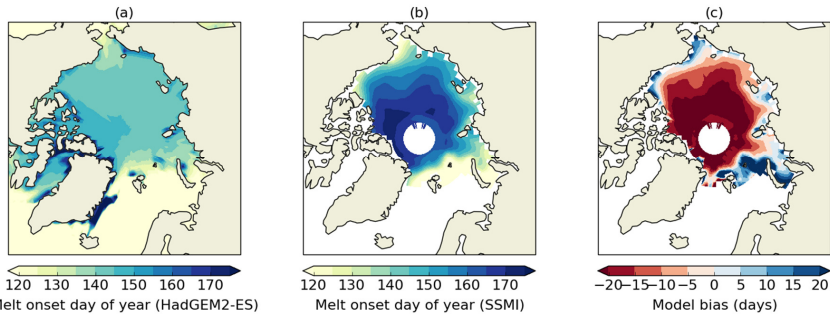 (a) (b) (c)
120 130 140 150 160 170 120 130 140 150 160 170 −20−15−10 −5 0 5 10 15 20
elt onset day of year (HadGEM2-ES) Melt onset day of year (SSMI) Model bias (days)